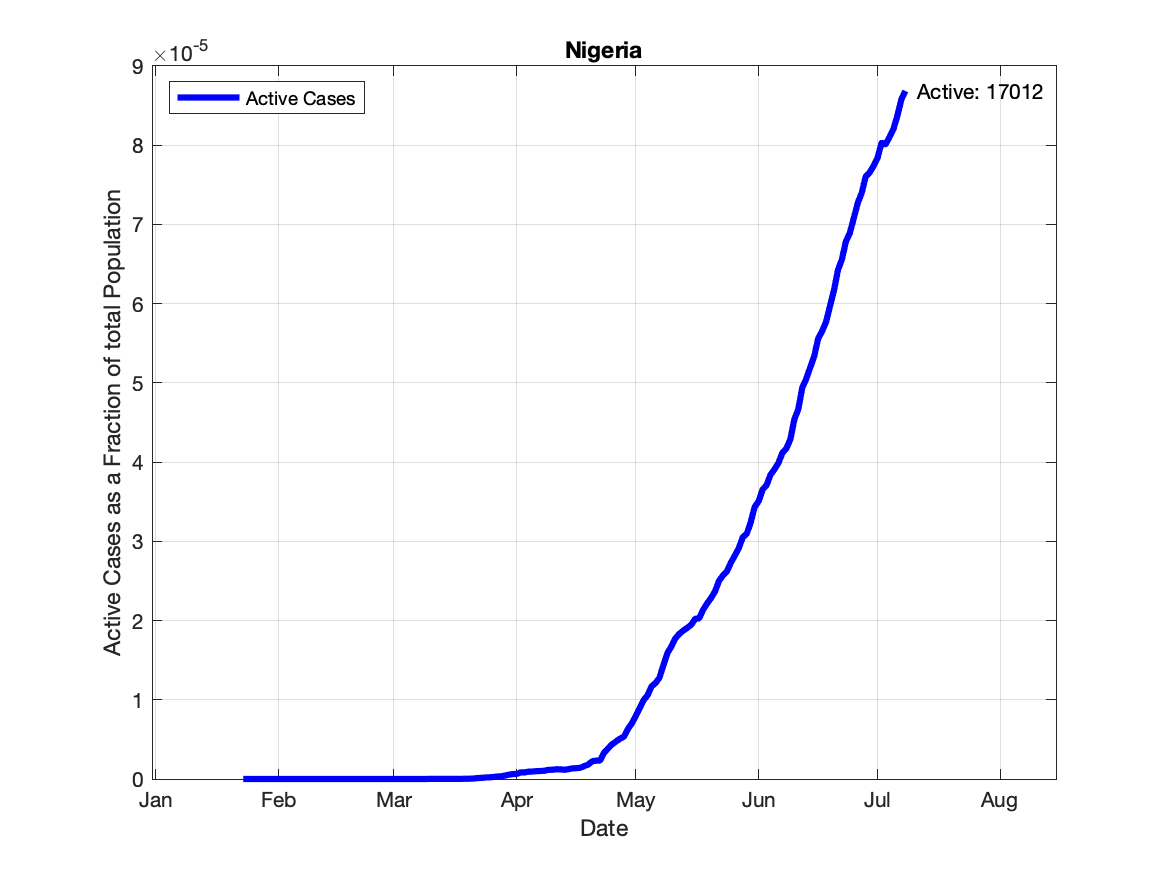 Nigeria
×10-5
Active Cases
Active: 17012
9
8
7
6
5
4
3
2
1
0
Active Cases as a Fraction of total Population
Jan Feb Mar Apr May Jun Jul Aug
Date